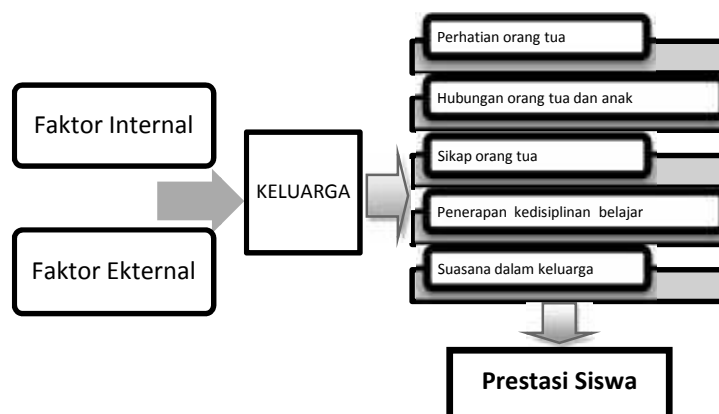 Faktor Internal
Faktor Ekternal
KELUARGA
Perhatian orang tua
Hubungan orang tua dan anak
Sikap orang tua
Penerapan kedisiplinan belajar
Suasana dalam keluarga
Prestasi Siswa